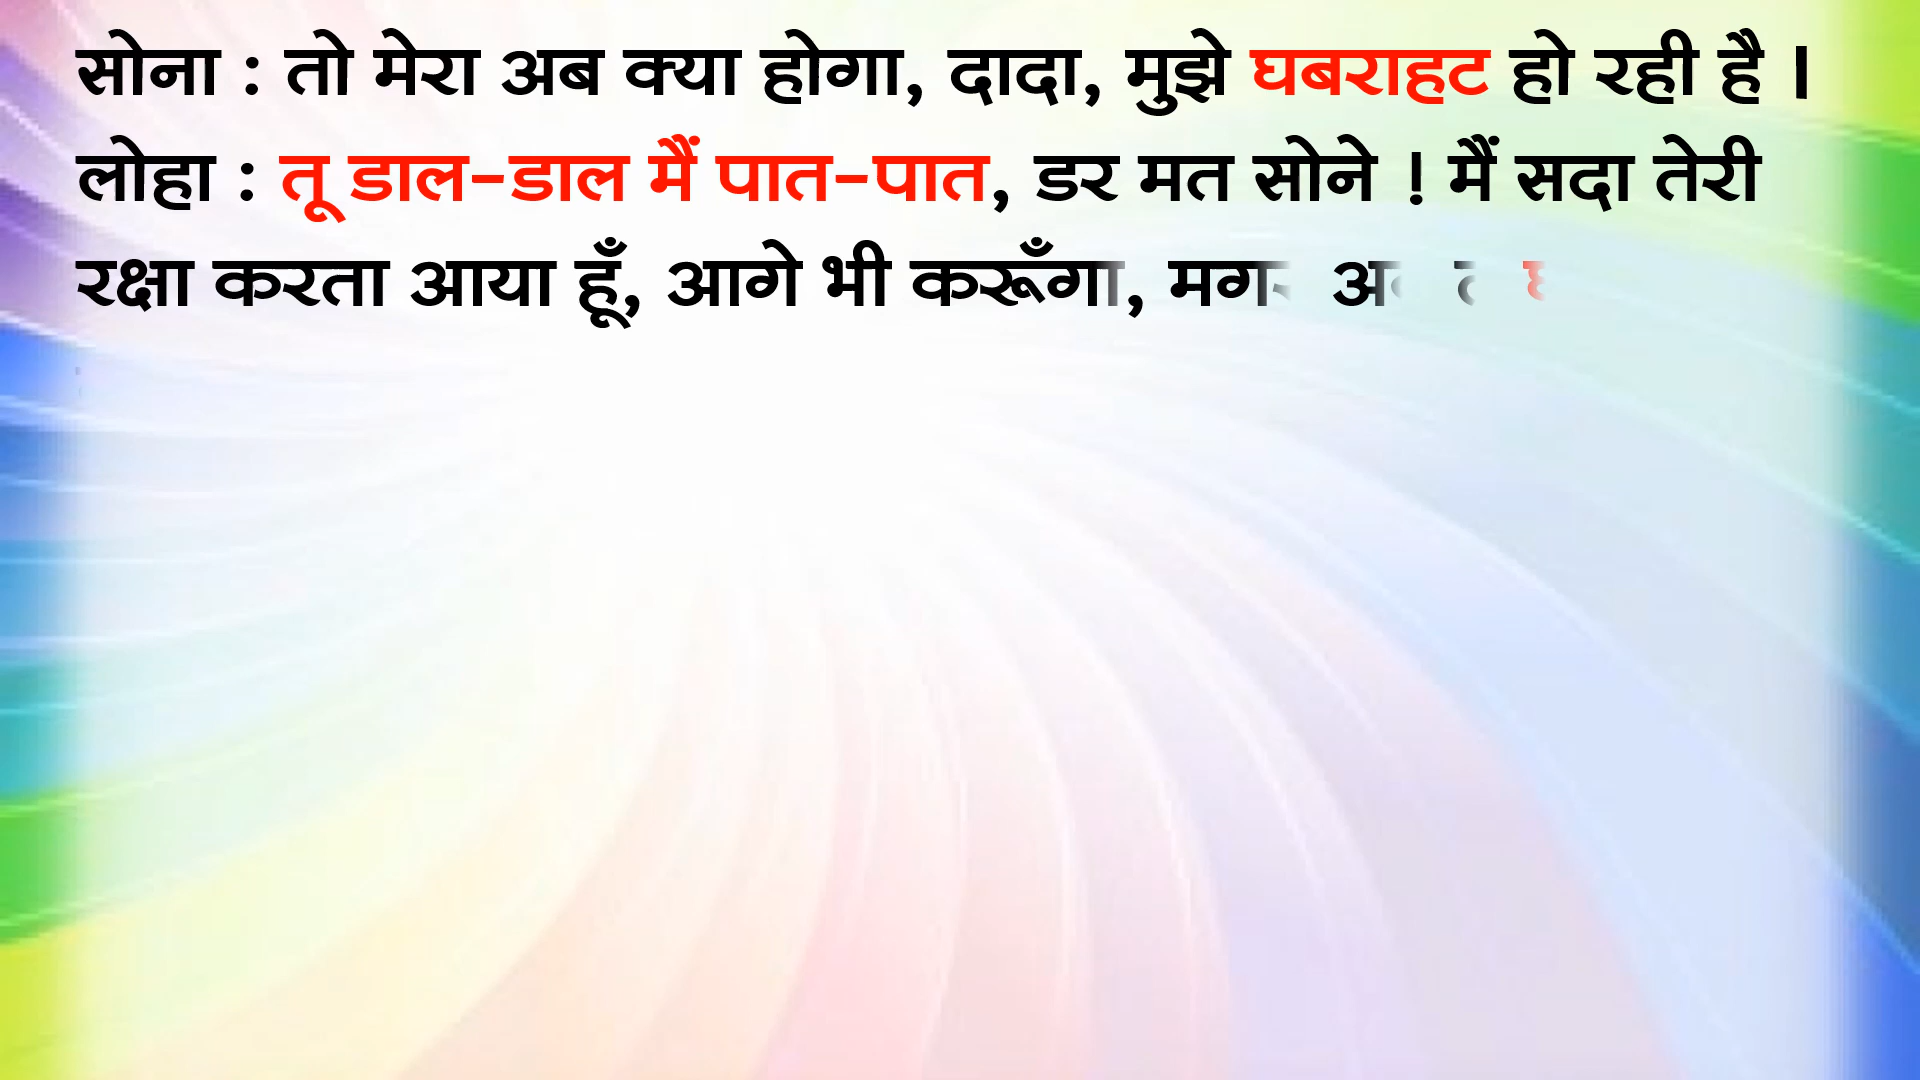 सोना : तो मेरा अब क्या होगा, दादा, मुझे घबराहट हो रही है ।
लोहा : तू डाल-डाल मैं पात-पात, डर मत सोने ! मैं सदा तेरी
रक्षा करता आया हूँ, आगे भी करूँगा, मगर